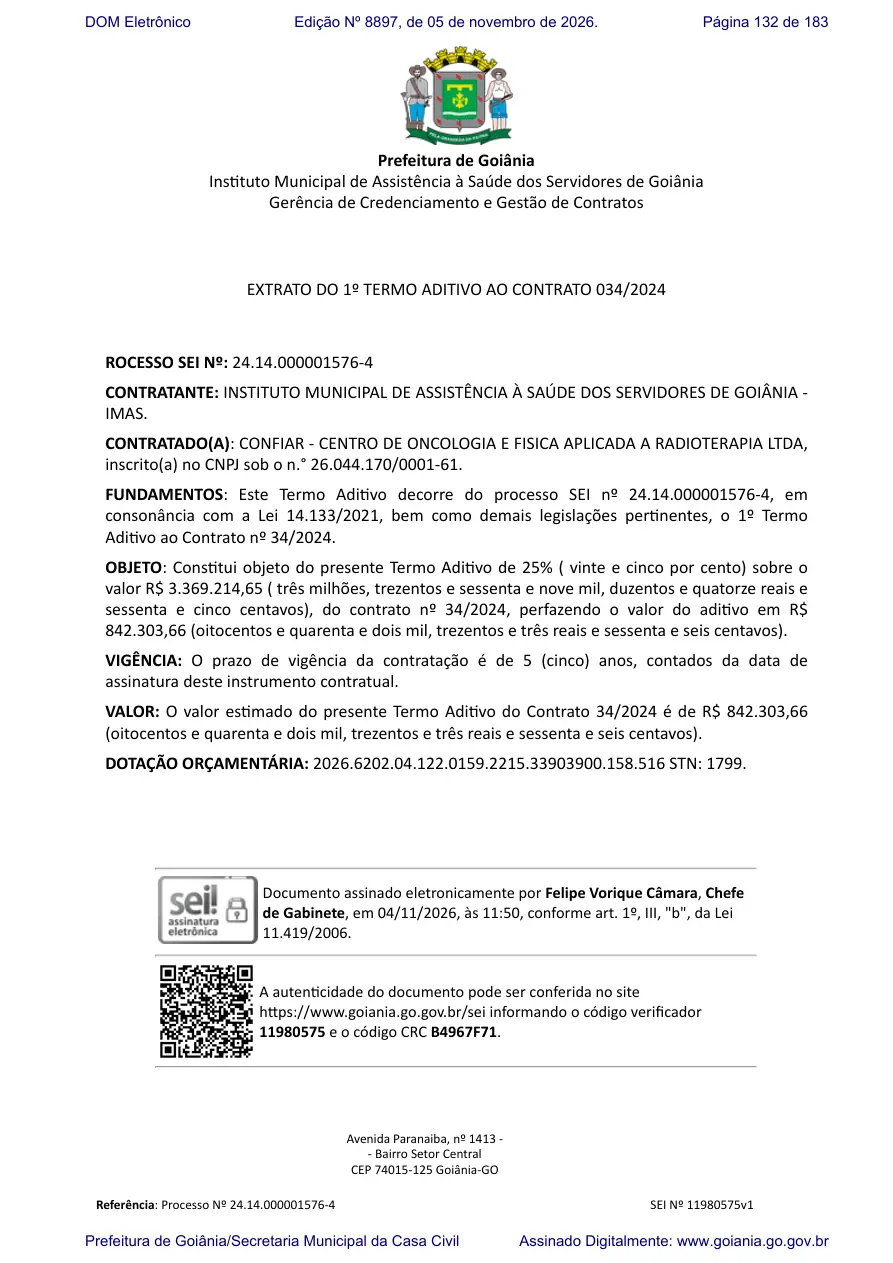 DOM Eletrônico Edição Nº 8897, de 05 de novembro de 2026. Página 132 de 183
PELA GRANDEZA DA PATRIA
Prefeitura de Goiânia
Instituto Municipal de Assistência à Saúde dos Servidores de Goiânia
Gerência de Credenciamento e Gestão de Contratos
EXTRATO DO 1º TERMO ADITIVO AO CONTRATO 034/2024
ROCESSO SEI Nº: 24.14.000001576-4
CONTRATANTE: INSTITUTO MUNICIPAL DE ASSISTÊNCIA À SAÚDE DOS SERVIDORES DE GOIÂNIA -
IMAS.
CONTRATADO(A): CONFIAR - CENTRO DE ONCOLOGIA E FISICA APLICADA A RADIOTERAPIA LTDA,
inscrito(a) no CNPJ sob o n.° 26.044.170/0001-61.
FUNDAMENTOS: Este Termo Aditivo decorre do processo SEI nº 24.14.000001576-4, em
consonância com a Lei 14.133/2021, bem como demais legislações pertinentes, o 1º Termo
Aditivo ao Contrato nº 34/2024.
OBJETO: Constitui objeto do presente Termo Aditivo de 25% ( vinte e cinco por cento) sobre o
valor R$ 3.369.214,65 ( três milhões, trezentos e sessenta e nove mil, duzentos e quatorze reais e
sessenta e cinco centavos), do contrato nº 34/2024, perfazendo o valor do aditivo em R$
842.303,66 (oitocentos e quarenta e dois mil, trezentos e três reais e sessenta e seis centavos).
VIGÊNCIA: O prazo de vigência da contratação é de 5 (cinco) anos, contados da data de
assinatura deste instrumento contratual.
VALOR: O valor estimado do presente Termo Aditivo do Contrato 34/2024 é de R$ 842.303,66
(oitocentos e quarenta e dois mil, trezentos e três reais e sessenta e seis centavos).
DOTAÇÃO ORÇAMENTÁRIA: 2026.6202.04.122.0159.2215.33903900.158.516 STN: 1799.
sei!
assinatura
eletrônica
Documento assinado eletronicamente por Felipe Vorique Câmara, Chefe
de Gabinete, em 04/11/2026, às 11:50, conforme art. 1º, III, "b", da Lei
11.419/2006.
A autenticidade do documento pode ser conferida no site
https://www.goiania.go.gov.br/sei informando o código verificador
11980575 e o código CRC B4967F71.
Avenida Paranaiba, nº 1413 -
- Bairro Setor Central
CEP 74015-125 Goiânia-GO
Referência: Processo Nº 24.14.000001576-4 SEI Nº 11980575v1
Prefeitura de Goiânia/Secretaria Municipal da Casa Civil Assinado Digitalmente: www.goiania.go.gov.br